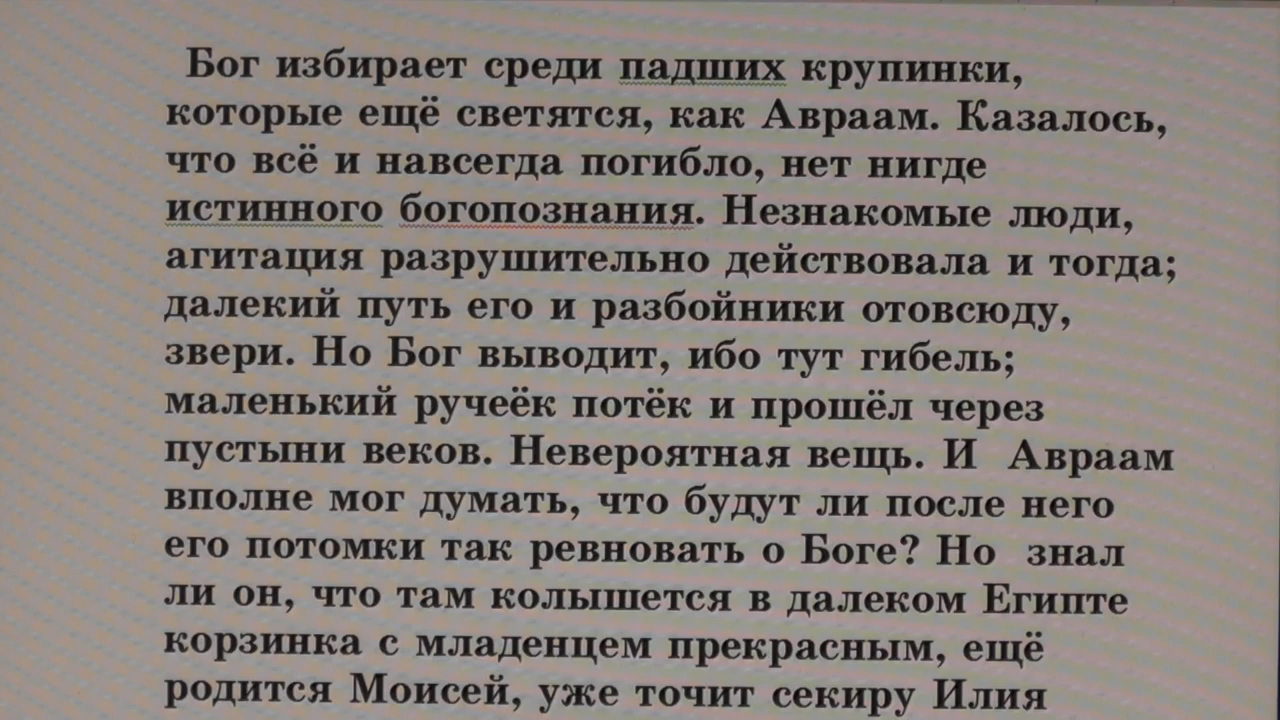 Бог избирает среди падших крупинки,
которые ещё светятся, как Авраам. Казалось,
что всё и навсегда погибло, нет нигде
истинного богопознания. Незнакомые люди,
агитация разрушительно действовала и тогда;
далекий путь его и разбойники отовсюду,
звери. Но Бог выводит, ибо тут гибель;
маленький ручеёк потёк и прошёл через
пустыни веков. Невероятная вещь. И Авраам
вполне мог думать, что будут ли после него
его потомки так ревновать о Боге? Но знал
ли он, что там колышется в далеком Египте
корзинка с младенцем прекрасным, ещё
родится Моисей, уже точит секиру Илия